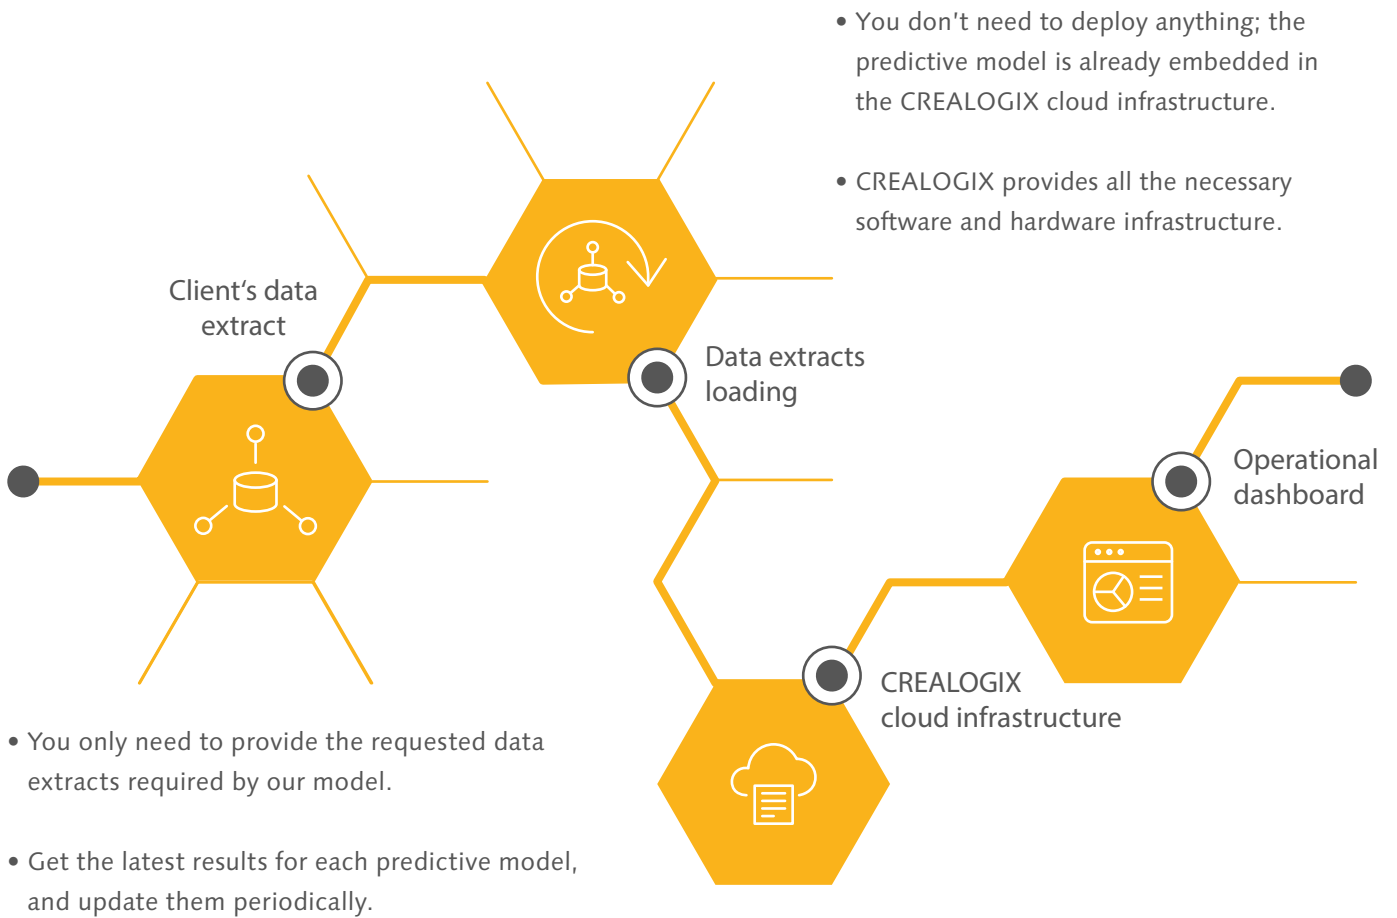 • You don't need to deploy anything; the
predictive model is already embedded in
the CREALOGIX cloud infrastructure.
• CREALOGIX provides all the necessary
software and hardware infrastructure.
Client‘s data
extract
Data extracts
loading
Operational
dashboard
CREALOGIX
cloud infrastructure
• You only need to provide the requested data
extracts required by our model.
• Get the latest results for each predictive model,
and update them periodically.